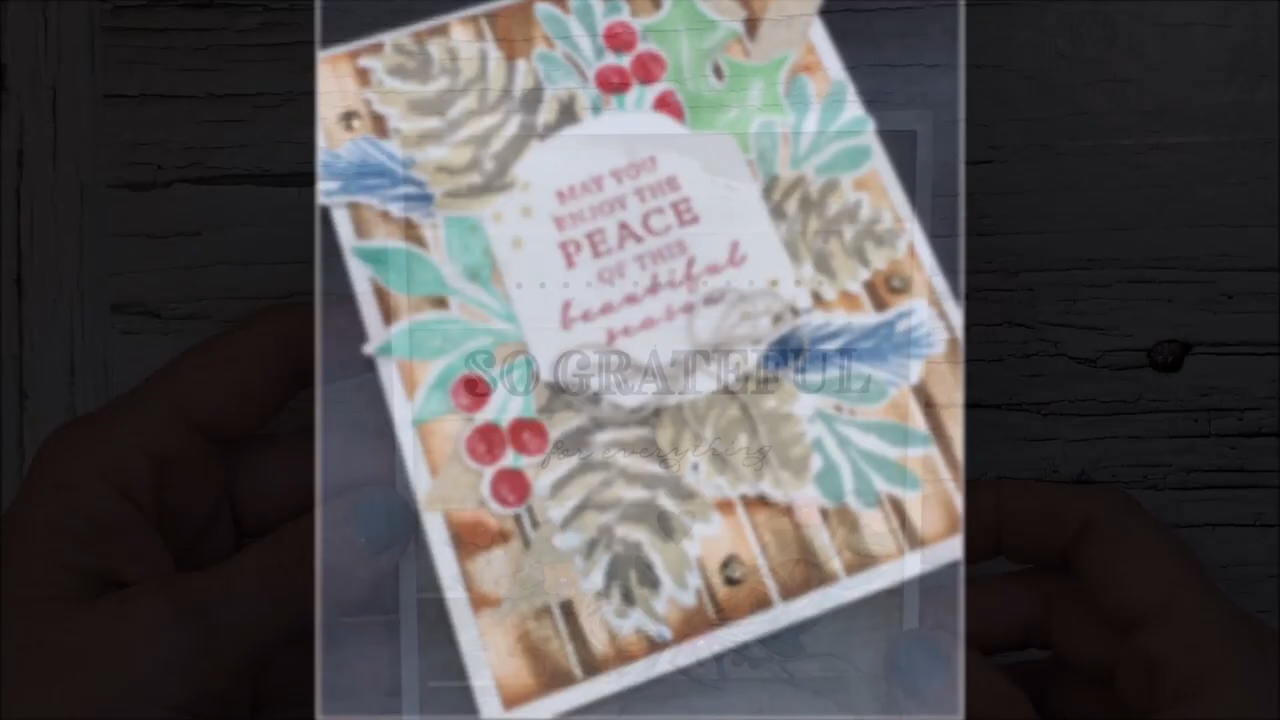 MAY YOU
ENJOY THE
PEACE
OF THIS
beautiful
season
SO GRATEFUL
for everything